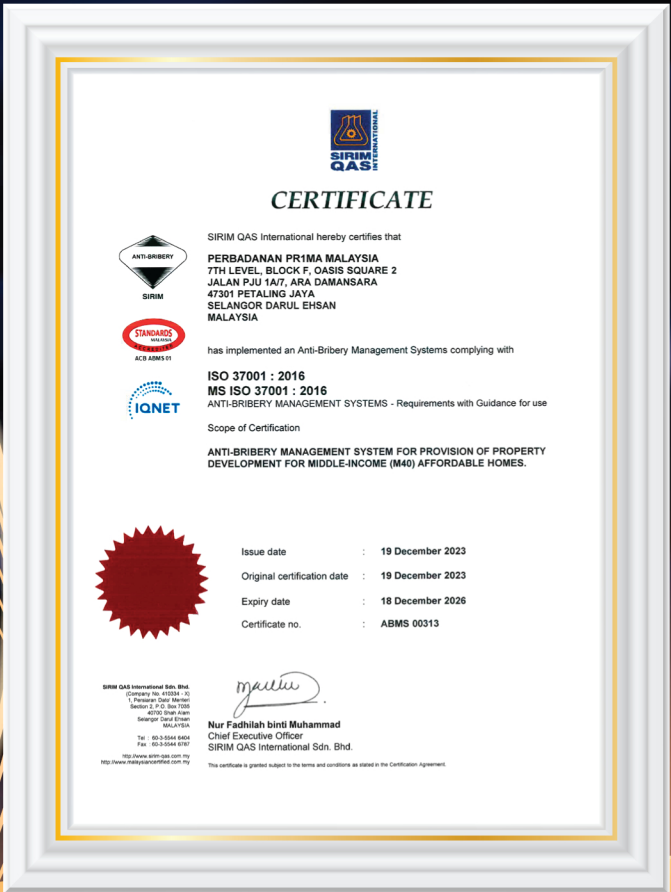 SIRIM
QAS
INTERNATIONAL
CERTIFICATE
SIRIM QAS International hereby certifies that
ANTI-BRIBERY
SIRIM
PERBADANAN PR1MA MALAYSIA
7TH LEVEL, BLOCK F, OASIS SQUARE 2
JALAN PJU 1A/7, ARA DAMANSARA
47301 PETALING JAYA
SELANGOR DARUL EHSAN
MALAYSIA
STANDARDS
MALAYSIA
ACCREDITED
ACB ABMS 01
has implemented an Anti-Bribery Management Systems complying with
IQNET
ISO 37001 : 2016
MS ISO 37001 : 2016
ANTI-BRIBERY MANAGEMENT SYSTEMS - Requirements with Guidance for use
Scope of Certification
ANTI-BRIBERY MANAGEMENT SYSTEM FOR PROVISION OF PROPERTY
DEVELOPMENT FOR MIDDLE-INCOME (M40) AFFORDABLE HOMES.
Issue date : 19 December 2023
Original certification date : 19 December 2023
Expiry date : 18 December 2026
Certificate no. : ABMS 00313
SIRIM QAS International Sdn. Bhd.
(Company No. 410334 - X)
1, Persiaran Dato' Menteri
Section 2, P.O. Box 7035
40700 Shah Alam
Selangor Darul Ehsan
MALAYSIA
Tel : 60-3-5544 6404
Fax : 60-3-5544 6787
http://www.sirim-qas.com.my
http://www.malaysiancertified.com.my
Nur Fadhilah binti Muhammad
Chief Executive Officer
SIRIM QAS International Sdn. Bhd.
This certificate is granted subject to the terms and conditions as stated in the Certification Agreement.